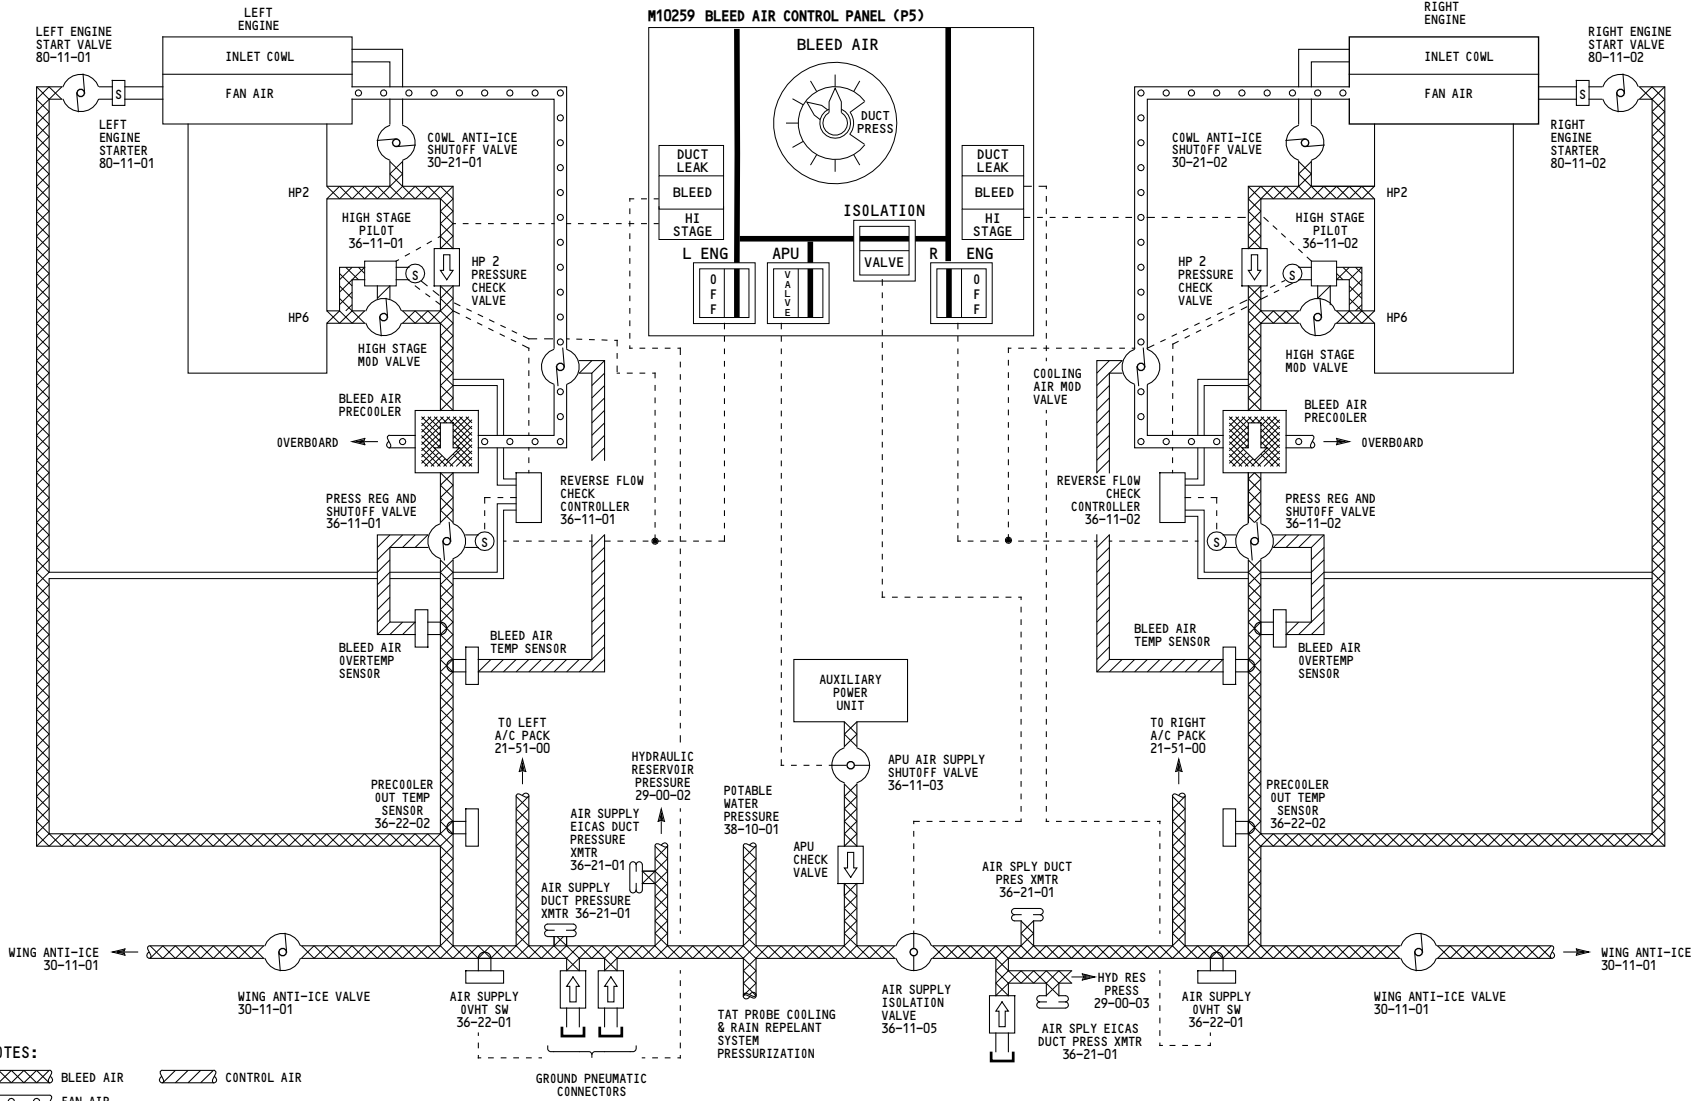 M10259 BLEED AIR CONTROL PANEL (P5)
LEFT
ENGINE
RIGHT
ENGINE
LEFT ENGINE
START VALVE
80-11-01
INLET COWL
FAN AIR
S
LEFT
ENGINE
STARTER
80-11-01
COWL ANTI-ICE
SHUTOFF VALVE
30-21-01
HP2
HIGH STAGE
PILOT
36-11-01
S
HP 2
PRESSURE
CHECK
VALVE
HP6
HIGH STAGE
MOD VALVE
BLEED AIR
PRECOOLER
OVERBOARD
PRESS REG AND
SHUTOFF VALVE
36-11-01
S
REVERSE FLOW
CHECK
CONTROLLER
36-11-01
BLEED AIR
OVERTEMP
SENSOR
BLEED AIR
TEMP SENSOR
BLEED AIR
DUCT
PRESS
DUCT
LEAK
BLEED
HI
STAGE
DUCT
LEAK
BLEED
HI
STAGE
ISOLATION
VALVE
L ENG
APU
R ENG
OFF
VALVE
OFF
RIGHT ENGINE
START VALVE
80-11-02
INLET COWL
FAN AIR
S
RIGHT
ENGINE
STARTER
80-11-02
COWL ANTI-ICE
SHUTOFF VALVE
30-21-02
HP2
HIGH STAGE
PILOT
36-11-02
S
HP 2
PRESSURE
CHECK
VALVE
HP6
HIGH STAGE
MOD VALVE
COOLING
AIR MOD
VALVE
BLEED AIR
PRECOOLER
OVERBOARD
REVERSE FLOW
CHECK
CONTROLLER
36-11-02
PRESS REG AND
SHUTOFF VALVE
36-11-02
S
BLEED AIR
TEMP SENSOR
BLEED AIR
OVERTEMP
SENSOR
AUXILIARY
POWER
UNIT
APU AIR SUPPLY
SHUTOFF VALVE
36-11-03
APU
CHECK
VALVE
TO LEFT
A/C PACK
21-51-00
HYDRAULIC
RESERVOIR
PRESSURE
29-00-02
POTABLE
WATER
PRESSURE
38-10-01
TO RIGHT
A/C PACK
21-51-00
PRECOOLER
OUT TEMP
SENSOR
36-22-02
AIR SUPPLY
EICAS DUCT
PRESSURE
XMTR
36-21-01
AIR SUPPLY
DUCT PRESSURE
XMTR 36-21-01
AIR SPLY DUCT
PRES XMTR
36-21-01
PRECOOLER
OUT TEMP
SENSOR
36-22-02
WING ANTI-ICE
30-11-01
WING ANTI-ICE VALVE
30-11-01
AIR SUPPLY
OVHT SW
36-22-01
GROUND PNEUMATIC
CONNECTORS
TAT PROBE COOLING
& RAIN REPELANT
SYSTEM
PRESSURIZATION
AIR SUPPLY
ISOLATION
VALVE
36-11-05
HYD RES
PRESS
29-00-03
AIR SPLY EICAS
DUCT PRESS XMTR
36-21-01
AIR SUPPLY
OVHT SW
36-22-01
WING ANTI-ICE VALVE
30-11-01
WING ANTI-ICE
30-11-01
OTES:
BLEED AIR
CONTROL AIR
FAN AIR